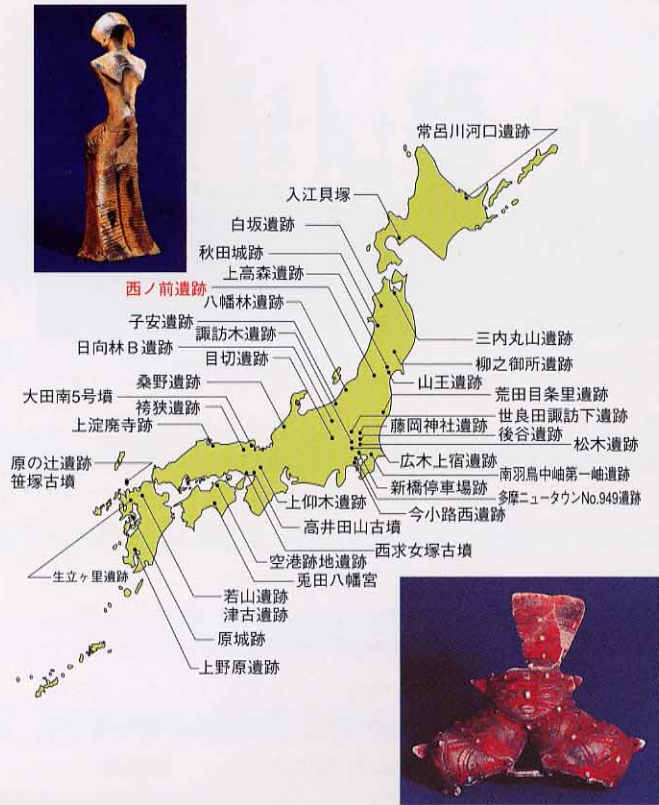 常呂川河口遺跡
入江貝塚
白坂遺跡
秋田城跡
上高森遺跡
西ノ前遺跡
八幡林遺跡
子安遺跡
諏訪木遺跡
日向林B遺跡
目切遺跡
桑野遺跡
大田南5号墳
袴狭遺跡
上淀廃寺跡
原の辻遺跡
笹塚古墳
生立ヶ里遺跡
三内丸山遺跡
柳之御所遺跡
山王遺跡
荒田目条里遺跡
世良田諏訪下遺跡
藤岡神社遺跡
後谷遺跡
松木遺跡
広木上宿遺跡
南羽鳥中岫第一岫遺跡
新橋停車場跡
多摩ニュータウンNo.949遺跡
今小路西遺跡
上仰木遺跡
高井田山古墳
西求女塚古墳
空港跡地遺跡
兎田八幡宮
若山遺跡
津古遺跡
原城跡
上野原遺跡